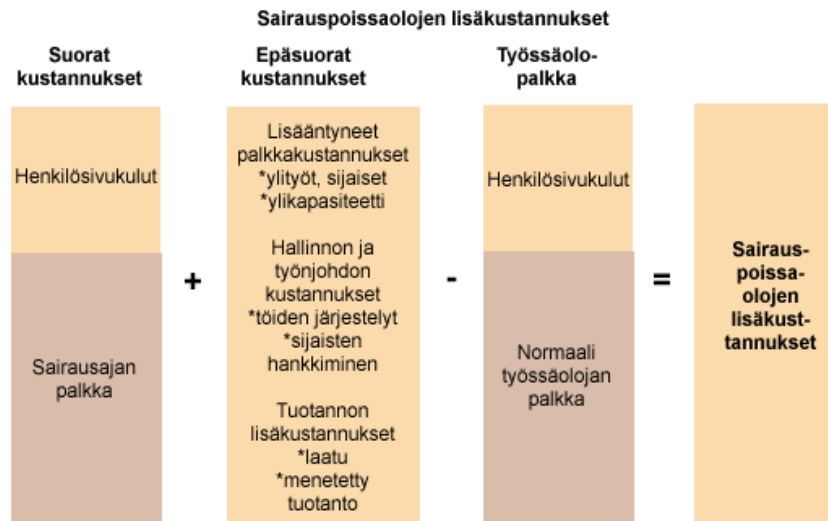 Sairauspoissaolojen lisäkustannukset
Suorat
kustannukset
Epäsuorat
kustannukset
Työssäolo-
palkka
Henkilösivukulut
Sairausajan
palkka
+
Lisääntyneet
palkkakustannukset
*ylityöt, sijaiset
*ylikapasiteetti
Hallinnon ja
työnjohdon
kustannukset
*töiden järjestelyt
*sijaisten
hankkiminen
Tuotannon
lisäkustannukset
*laatu
*menetetty
tuotanto
-
Henkilösivukulut
Normaali
työssäolojan
palkka
=
Sairaus-
poissa-
olojen
lisäkust-
tannukset